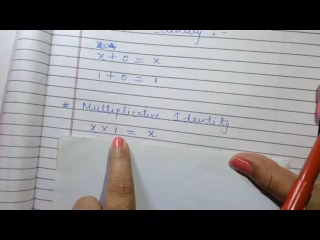 x + 0 = x
1 + 0 = 1
# Multiplicative Identity
x × 1 = x